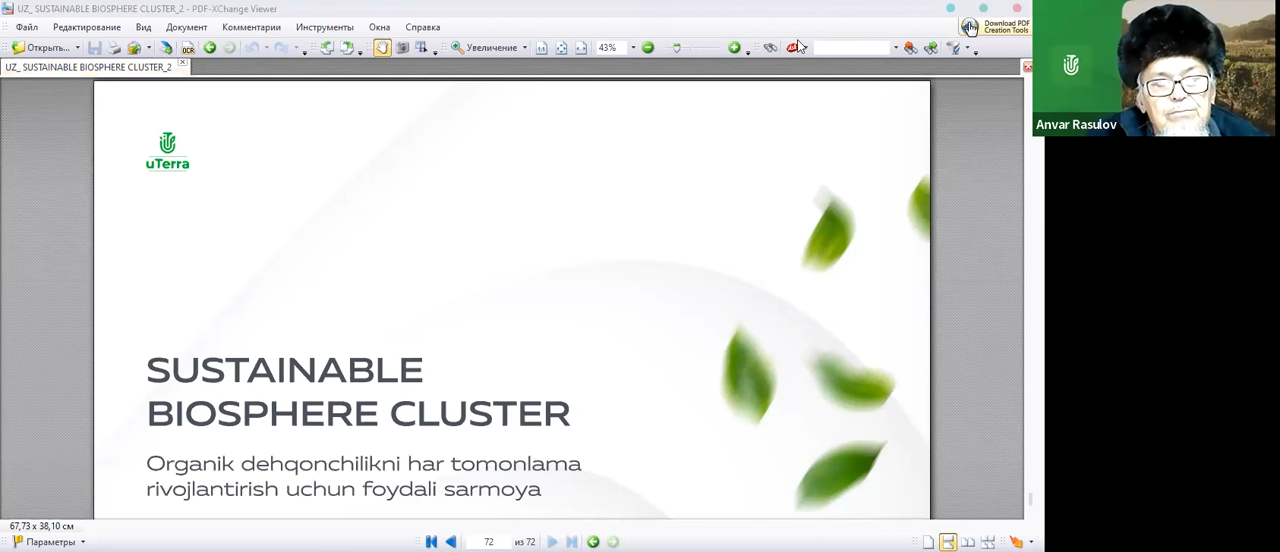 UZ_ SUSTAINABLE BIOSPHERE CLUSTER_2 - PDF-XChange Viewer
Файл Редактирование Вид Документ Комментарии Инструменты Окна Справка
Download PDF
Creation Tools
Открыть... OCR Увеличение 43%
UZ_ SUSTAINABLE BIOSPHERE CLUSTER_2
Anvar Rasulov
uTerra
SUSTAINABLE
BIOSPHERE CLUSTER
Organik dehqonchilikni har tomonlama
rivojlantirish uchun foydali sarmoya
67,73 x 38,10 см
Параметры 72 из 72